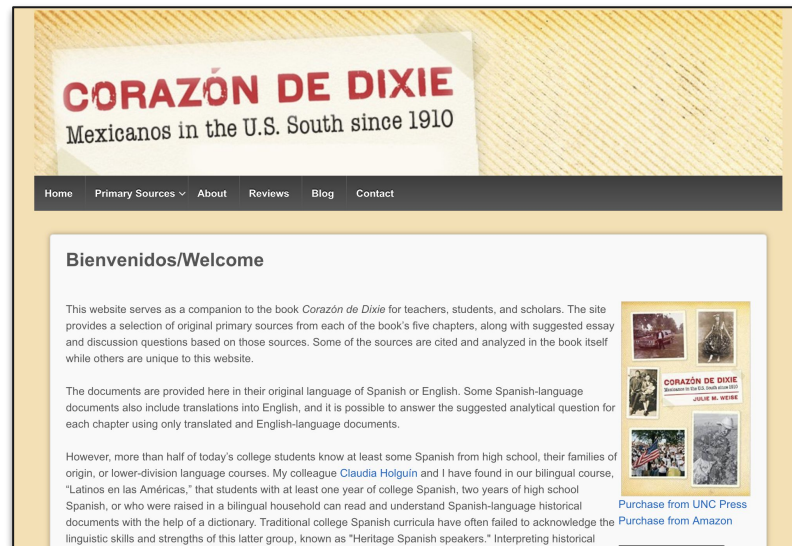 CORAZÓN DE DIXIE
Mexicanos in the U.S. South since 1910
Home Primary Sources About Reviews Blog Contact
Bienvenidos/Welcome
This website serves as a companion to the book Corazón de Dixie for teachers, students, and scholars. The site
provides a selection of original primary sources from each of the book's five chapters, along with suggested essay
and discussion questions based on those sources. Some of the sources are cited and analyzed in the book itself
while others are unique to this website.
The documents are provided here in their original language of Spanish or English. Some Spanish-language
documents also include translations into English, and it is possible to answer the suggested analytical question for
each chapter using only translated and English-language documents.
However, more than half of today's college students know at least some Spanish from high school, their families of
origin, or lower-division language courses. My colleague Claudia Holguín and I have found in our bilingual course,
“Latinos en las Américas,” that students with at least one year of college Spanish, two years of high school
Spanish, or who were raised in a bilingual household can read and understand Spanish-language historical
documents with the help of a dictionary. Traditional college Spanish curricula have often failed to acknowledge the
linguistic skills and strengths of this latter group, known as "Heritage Spanish speakers." Interpreting historical
CORAZÓN DE DIXIE
Mexicanos in the U.S. South since 1910
JULIE M. WEISE
Purchase from UNC Press
Purchase from Amazon